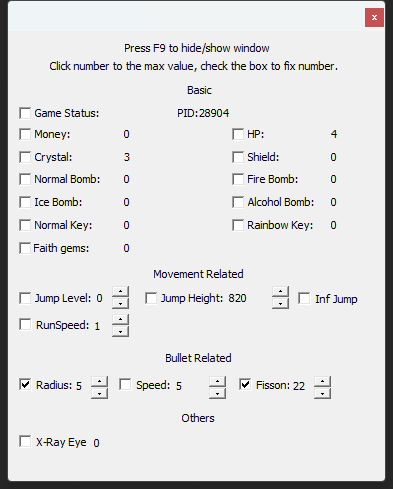 x
Press F9 to hide/show window
Click number to the max value, check the box to fix number.
Basic
Game Status: PID:28904
Money: 0 HP: 4
Crystal: 3 Shield: 0
Normal Bomb: 0 Fire Bomb: 0
Ice Bomb: 0 Alcohol Bomb: 0
Normal Key: 0 Rainbow Key: 0
Faith gems: 0
Movement Related
Jump Level: 0 Jump Height: 820 Inf Jump
RunSpeed: 1
Bullet Related
Radius: 5 Speed: 5 Fisson: 22
Others
X-Ray Eye 0